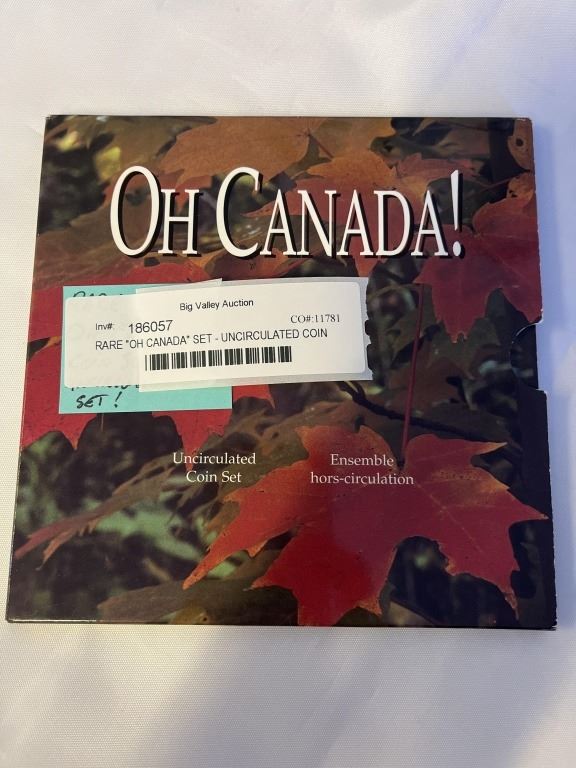 OH CANADA!
Big Valley Auction
Inv#: 186057 CO#:11781
RARE "OH CANADA" SET - UNCIRCULATED COIN
SET!
Uncirculated
Coin Set
Ensemble
hors-circulation